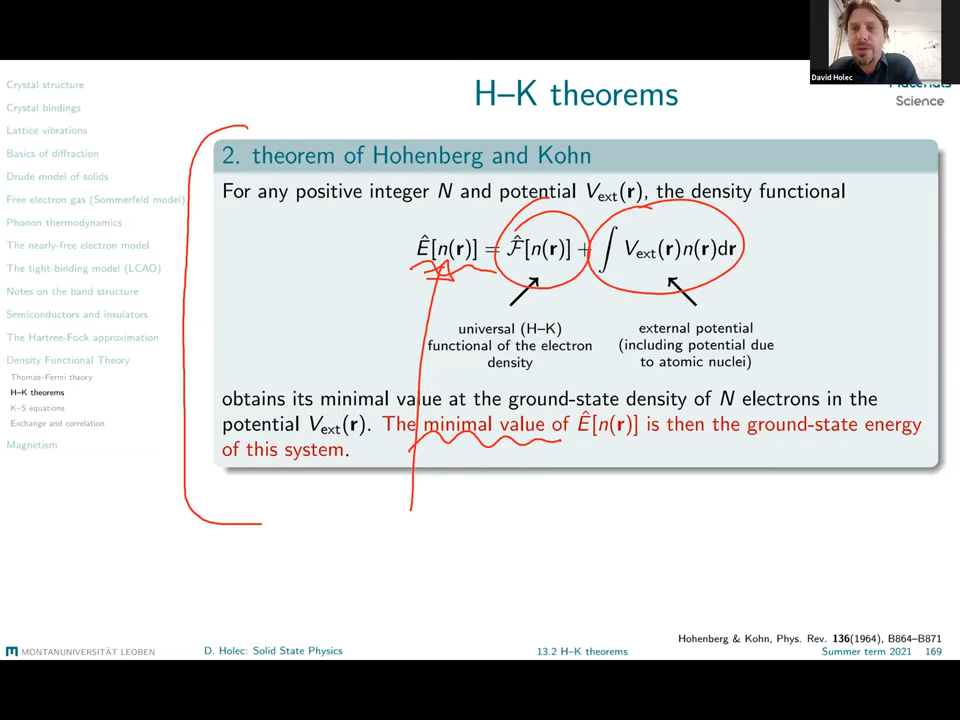 David Holec
Materials
Science
H–K theorems
Crystal structure
Crystal bindings
Lattice vibrations
Basics of diffraction
Drude model of solids
Free electron gas (Sommerfeld model)
Phonon thermodynamics
The nearly-free electron model
The tight-binding model (LCAO)
Notes on the band structure
Semiconductors and insulators
The Hartree-Fock approximation
Density Functional Theory
Thomas–Fermi theory
H–K theorems
K–S equations
Exchange and correlation
Magnetism
2. theorem of Hohenberg and Kohn
For any positive integer N and potential V_ext(r), the density functional
Ê[n(r)] = F̂[n(r)] + ∫ V_ext(r)n(r)dr
universal (H–K)
functional of the electron
density
external potential
(including potential due
to atomic nuclei)
obtains its minimal value at the ground-state density of N electrons in the
potential V_ext(r). The minimal value of Ê[n(r)] is then the ground-state energy
of this system.
Hohenberg & Kohn, Phys. Rev. 136(1964), B864–B871
MONTANUNIVERSITÄT LEOBEN
D. Holec: Solid State Physics
13.2 H–K theorems
Summer term 2021 169